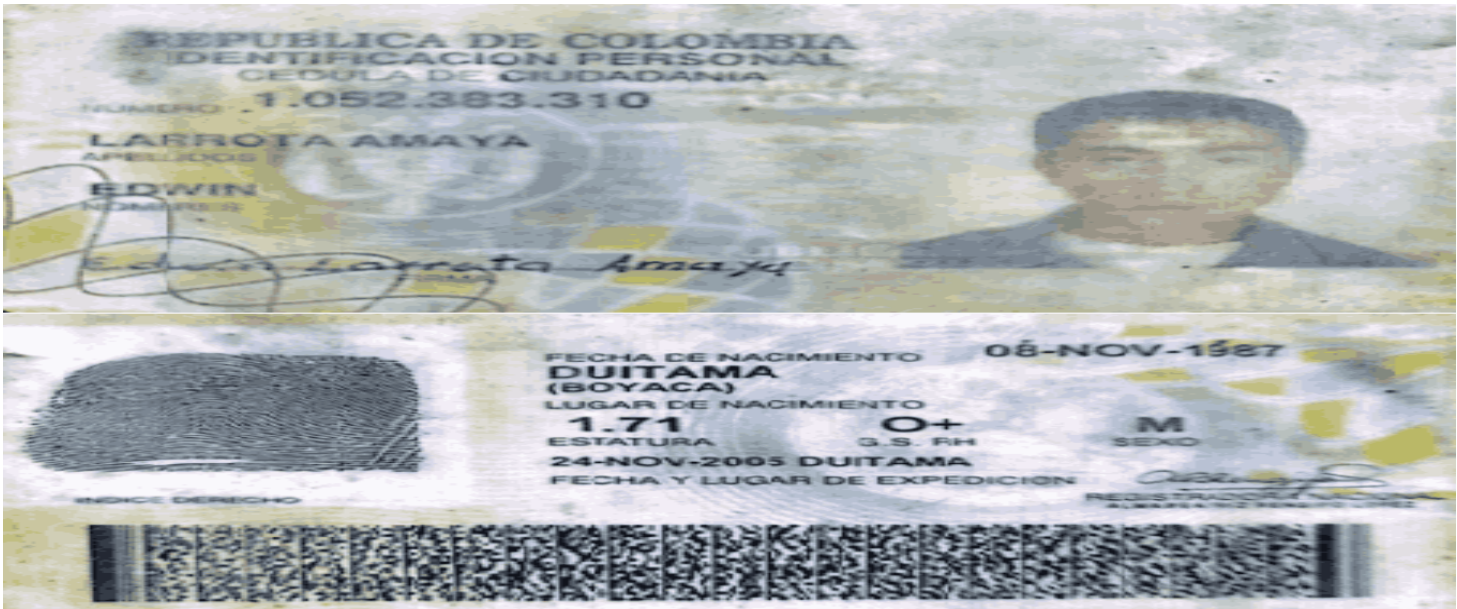 REPUBLICA DE COLOMBIA
IDENTIFICACION PERSONAL
CEDULA DE CIUDADANIA
NUMERO 1.052.383.310
LARROTA AMAYA
APELLIDOS
EDWIN
NOMBRES
Edwin Larrota Amaya
FECHA DE NACIMIENTO 08-NOV-1987
DUITAMA
(BOYACA)
LUGAR DE NACIMIENTO
1.71 O+ M
ESTATURA G.S. RH SEXO
24-NOV-2005 DUITAMA
FECHA Y LUGAR DE EXPEDICION
INDICE DERECHO